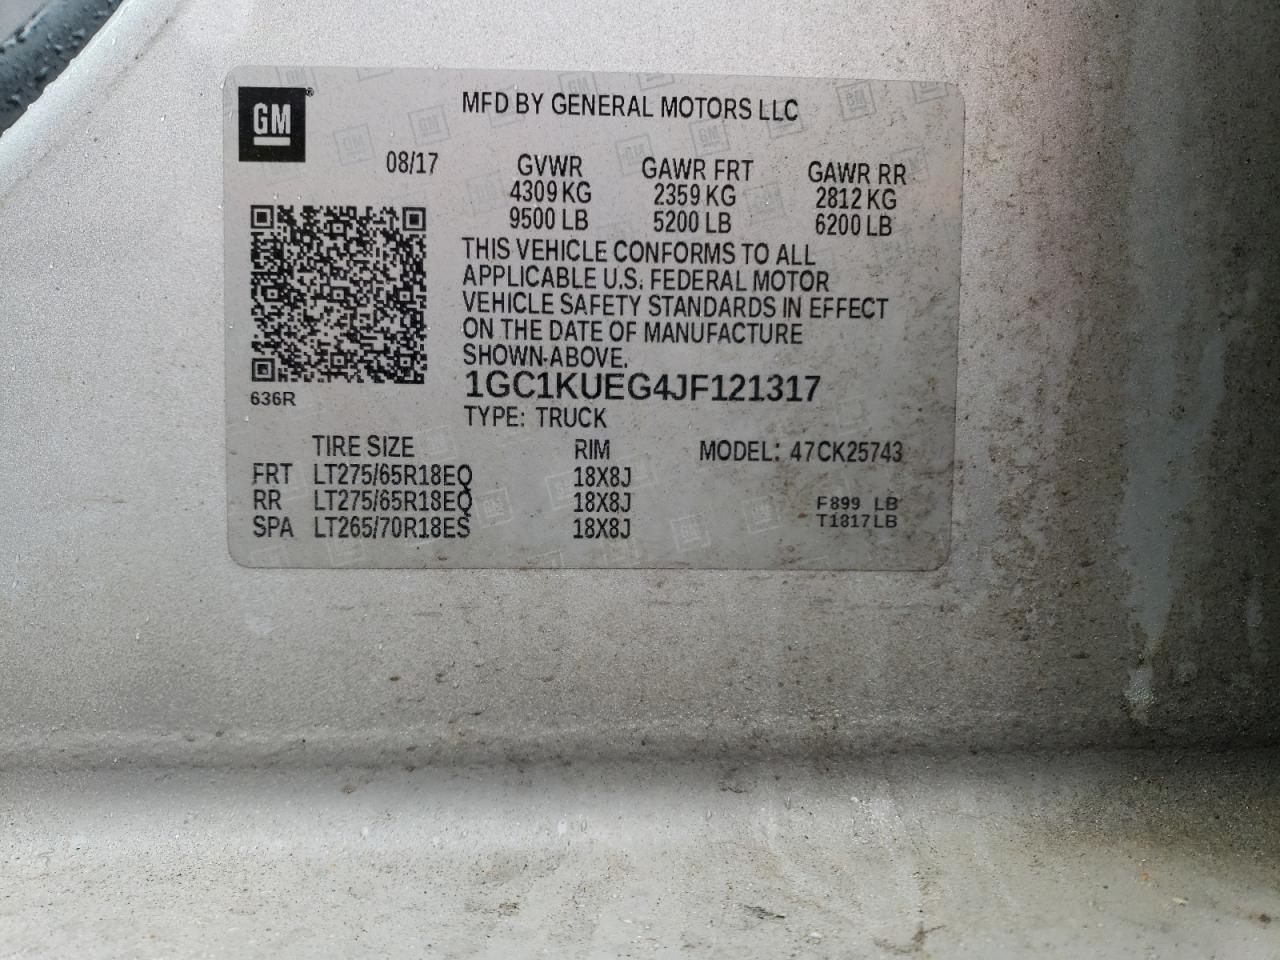 GM
MFD BY GENERAL MOTORS LLC
08/17
GVWR GAWR FRT GAWR RR
4309 KG 2359 KG 2812 KG
9500 LB 5200 LB 6200 LB
THIS VEHICLE CONFORMS TO ALL
APPLICABLE U.S. FEDERAL MOTOR
VEHICLE SAFETY STANDARDS IN EFFECT
ON THE DATE OF MANUFACTURE
SHOWN ABOVE.
636R
1GC1KUEG4JF121317
TYPE: TRUCK
TIRE SIZE RIM MODEL: 47CK25743
FRT LT275/65R18EQ 18X8J
RR LT275/65R18EQ 18X8J F899 LB
SPA LT265/70R18ES 18X8J T1817LB